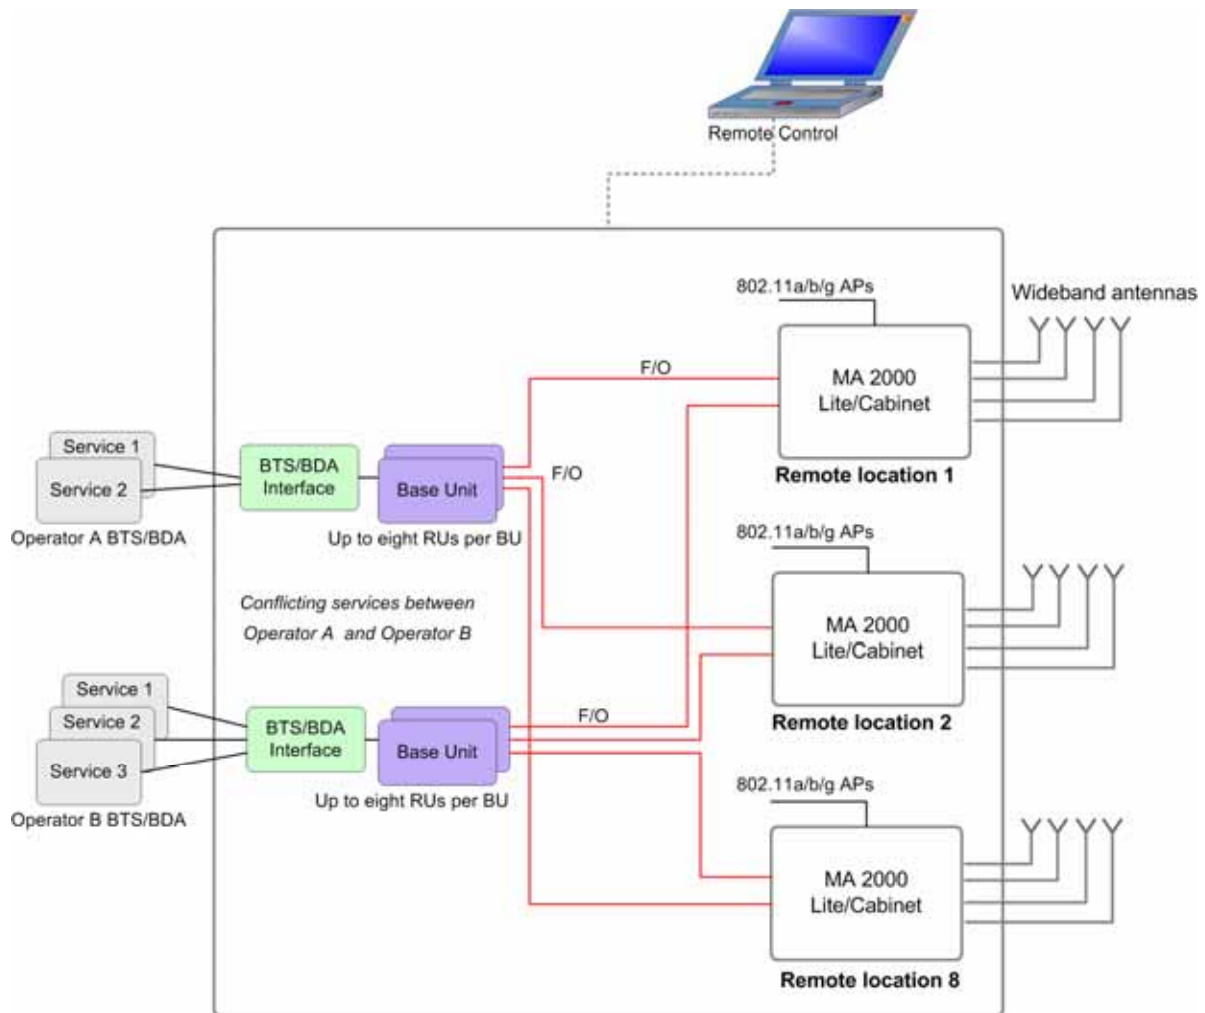 Remote Control
802.11a/b/g APs
Wideband antennas
F/O
MA 2000
Lite/Cabinet
Remote location 1
Service 1
Service 2
Operator A BTS/BDA
BTS/BDA
Interface
Base Unit
Up to eight RUs per BU
F/O
802.11a/b/g APs
MA 2000
Lite/Cabinet
Remote location 2
Conflicting services between
Operator A and Operator B
Service 1
Service 2
Service 3
Operator B BTS/BDA
BTS/BDA
Interface
Base Unit
Up to eight RUs per BU
F/O
802.11a/b/g APs
MA 2000
Lite/Cabinet
Remote location 8